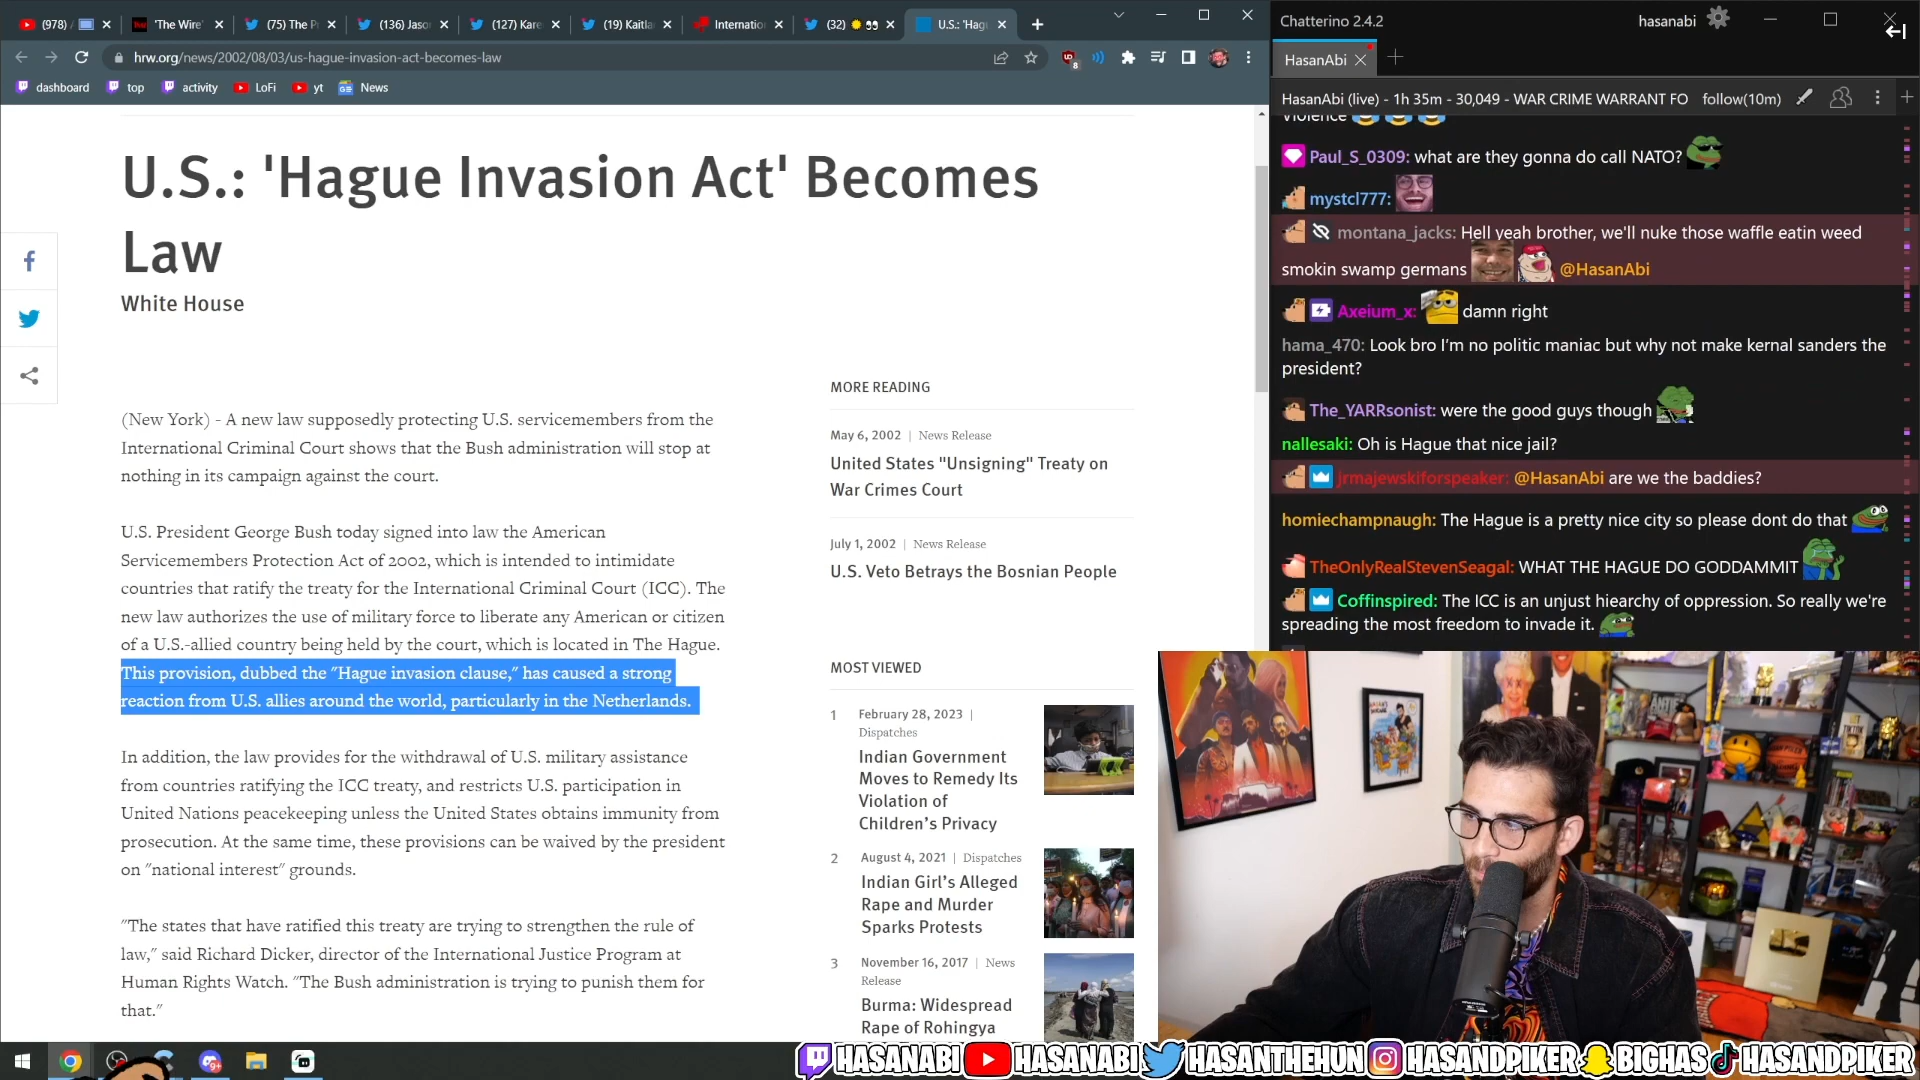 (978) /
'The Wire'
(75) The P
(136) Jaso
(127) Kare
(19) Kaitla
Internatio
(32)
U.S.: 'Hagu
hrw.org/news/2002/08/03/us-hague-invasion-act-becomes-law
8
dashboard
top
activity
LoFi
yt
News
U.S.: 'Hague Invasion Act' Becomes
Law
White House
(New York) - A new law supposedly protecting U.S. servicemembers from the
International Criminal Court shows that the Bush administration will stop at
nothing in its campaign against the court.
U.S. President George Bush today signed into law the American
Servicemembers Protection Act of 2002, which is intended to intimidate
countries that ratify the treaty for the International Criminal Court (ICC). The
new law authorizes the use of military force to liberate any American or citizen
of a U.S.-allied country being held by the court, which is located in The Hague.
This provision, dubbed the "Hague invasion clause," has caused a strong
reaction from U.S. allies around the world, particularly in the Netherlands.
In addition, the law provides for the withdrawal of U.S. military assistance
from countries ratifying the ICC treaty, and restricts U.S. participation in
United Nations peacekeeping unless the United States obtains immunity from
prosecution. At the same time, these provisions can be waived by the president
on "national interest" grounds.
"The states that have ratified this treaty are trying to strengthen the rule of
law," said Richard Dicker, director of the International Justice Program at
Human Rights Watch. "The Bush administration is trying to punish them for
that."
MORE READING
May 6, 2002 | News Release
United States "Unsigning" Treaty on
War Crimes Court
July 1, 2002 | News Release
U.S. Veto Betrays the Bosnian People
MOST VIEWED
1 February 28, 2023 |
Dispatches
Indian Government
Moves to Remedy Its
Violation of
Children's Privacy
2 August 4, 2021 | Dispatches
Indian Girl's Alleged
Rape and Murder
Sparks Protests
3 November 16, 2017 | News
Release
Burma: Widespread
Rape of Rohingya
Chatterino 2.4.2
hasanabi
HasanAbi
HasanAbi (live) - 1h 35m - 30,049 - WAR CRIME WARRANT FO follow(10m)
violence
Paul_S_0309: what are they gonna do call NATO?
mystcl777:
montana_jacks: Hell yeah brother, we'll nuke those waffle eatin weed
smokin swamp germans @HasanAbi
Axeium_x: damn right
hama_470: Look bro I'm no politic maniac but why not make kernal sanders the
president?
The_YARRsonist: were the good guys though
nallesaki: Oh is Hague that nice jail?
jrmajewskiforspeaker: @HasanAbi are we the baddies?
homiechampnaugh: The Hague is a pretty nice city so please dont do that
TheOnlyRealStevenSeagal: WHAT THE HAGUE DO GODDAMMIT
Coffinspired: The ICC is an unjust hiearchy of oppression. So really we're
spreading the most freedom to invade it.
HASANABI HASANABI HASANTHEHUN HASANDPIKER BIGHAS HASANDPIKER